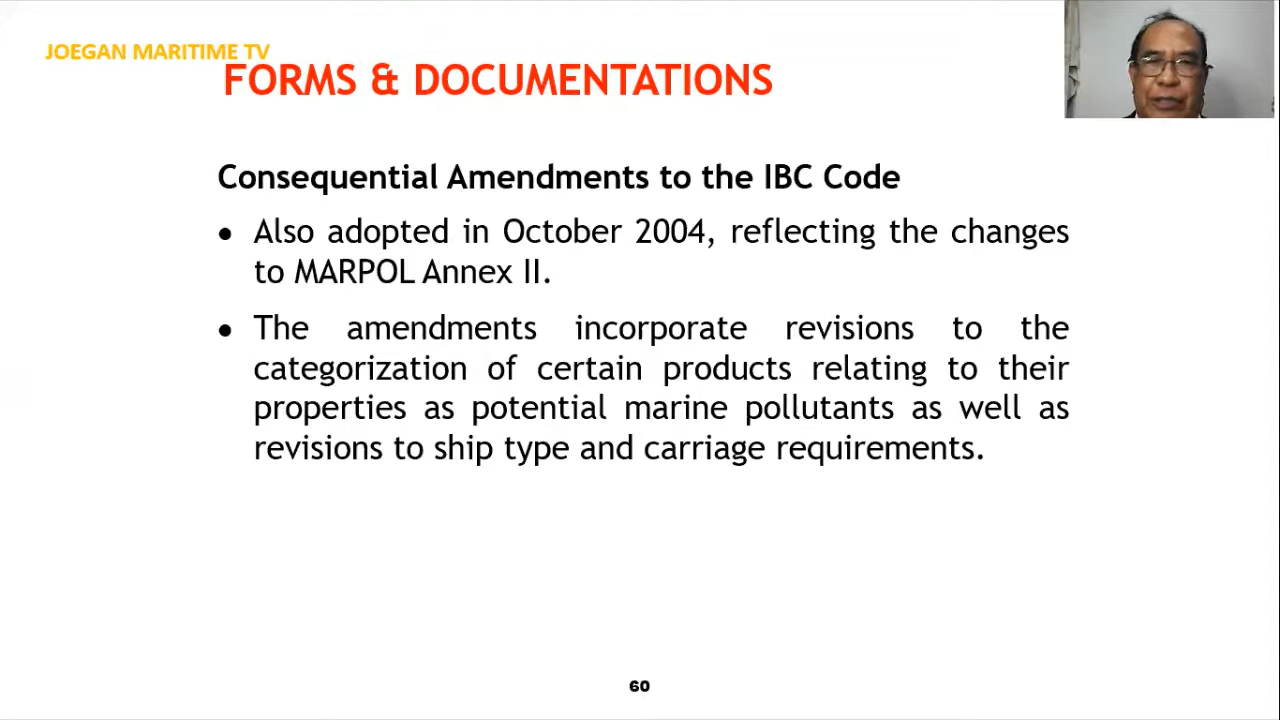 JOEGAN MARITIME TV
FORMS & DOCUMENTATIONS
Consequential Amendments to the IBC Code
• Also adopted in October 2004, reflecting the changes
to MARPOL Annex II.
• The amendments incorporate revisions to the
categorization of certain products relating to their
properties as potential marine pollutants as well as
revisions to ship type and carriage requirements.
60